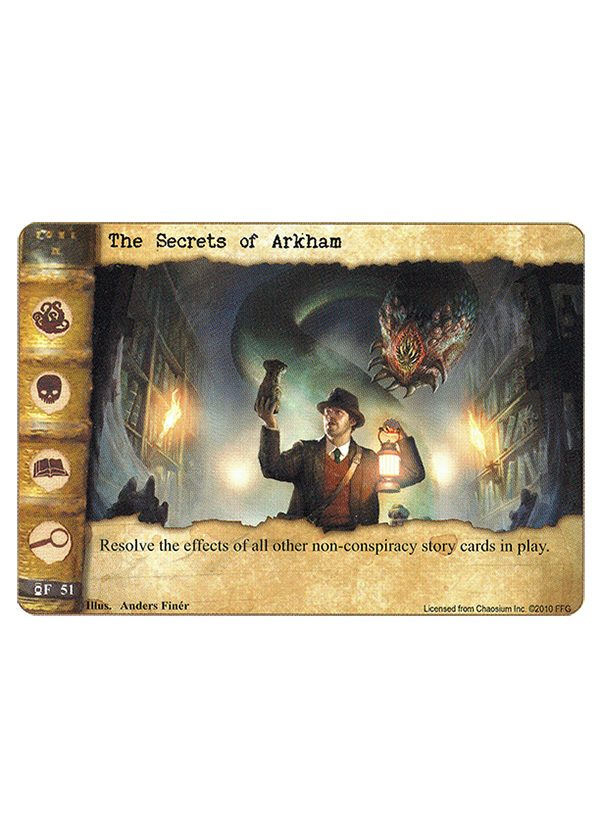 The Secrets of Arkham
Resolve the effects of all other non-conspiracy story cards in play.
F 51
Illus. Anders Finér
Licensed from Chaosium Inc. ©2010 FFG